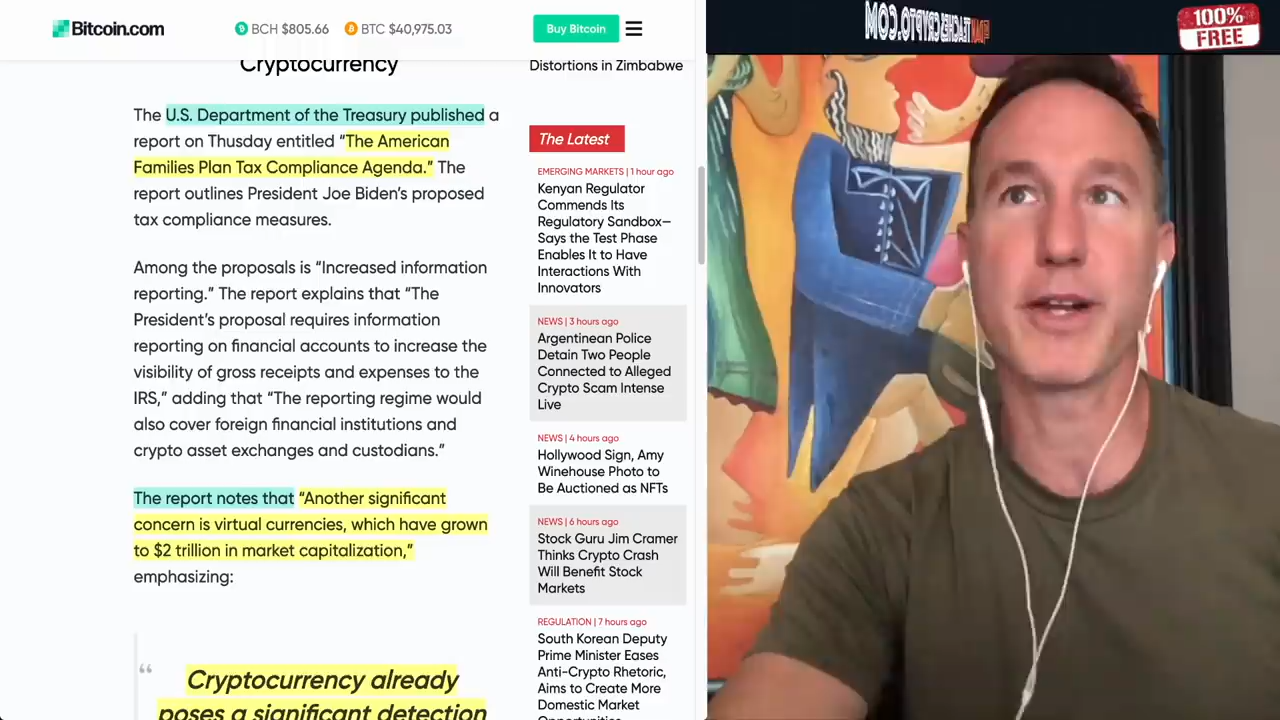 Bitcoin.com
BCH $805.66
BTC $40,975.03
Buy Bitcoin
Cryptocurrency
The U.S. Department of the Treasury published a
report on Thusday entitled “The American
Families Plan Tax Compliance Agenda.” The
report outlines President Joe Biden’s proposed
tax compliance measures.
Among the proposals is “Increased information
reporting.” The report explains that “The
President’s proposal requires information
reporting on financial accounts to increase the
visibility of gross receipts and expenses to the
IRS,” adding that “The reporting regime would
also cover foreign financial institutions and
crypto asset exchanges and custodians.”
The report notes that “Another significant
concern is virtual currencies, which have grown
to $2 trillion in market capitalization,”
emphasizing:
“
Cryptocurrency already
poses a significant detection
Distortions in Zimbabwe
The Latest
EMERGING MARKETS | 1 hour ago
Kenyan Regulator
Commends Its
Regulatory Sandbox—
Says the Test Phase
Enables It to Have
Interactions With
Innovators
NEWS | 3 hours ago
Argentinean Police
Detain Two People
Connected to Alleged
Crypto Scam Intense
Live
NEWS | 4 hours ago
Hollywood Sign, Amy
Winehouse Photo to
Be Auctioned as NFTs
NEWS | 6 hours ago
Stock Guru Jim Cramer
Thinks Crypto Crash
Will Benefit Stock
Markets
REGULATION | 7 hours ago
South Korean Deputy
Prime Minister Eases
Anti-Crypto Rhetoric,
Aims to Create More
Domestic Market
Opportunities
DANTEACHESCRYPTO.COM
100%
FREE